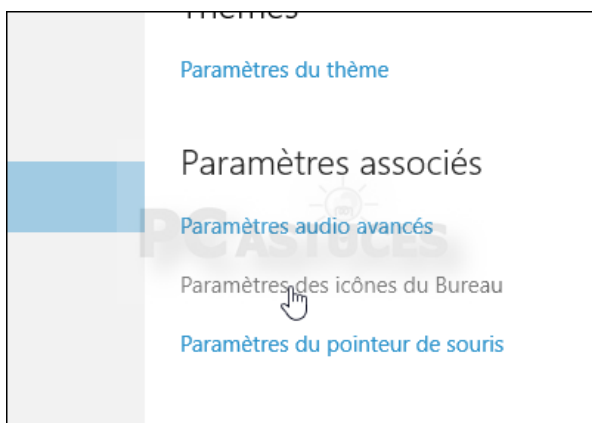 Thèmes
Paramètres du thème
Paramètres associés
Paramètres audio avancés
PC ASTUCES
Paramètres des icônes du Bureau
Paramètres du pointeur de souris